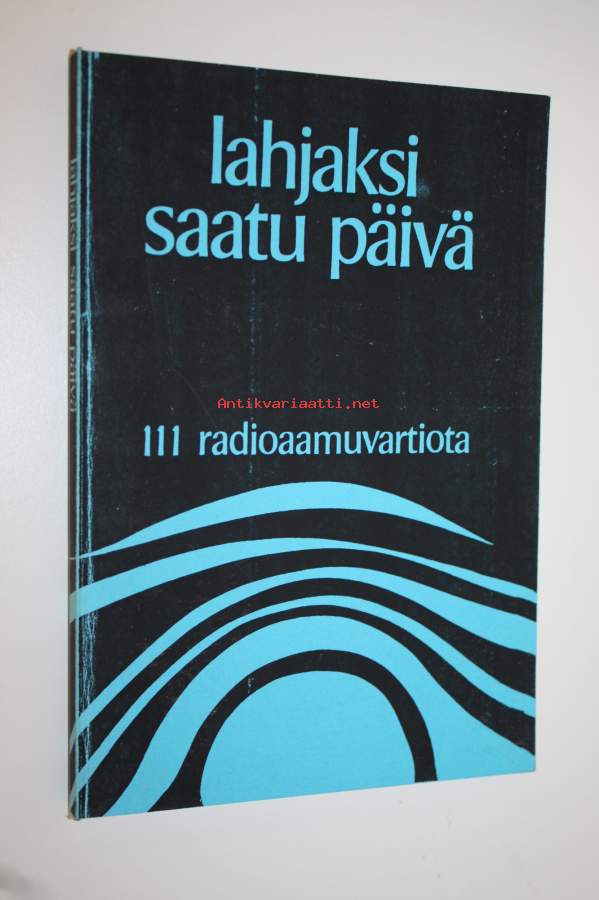 lahjaksi
saatu päivä
Antikvariaatti.net
111 radioaamuvartiota
lahjaksi saatu päivä